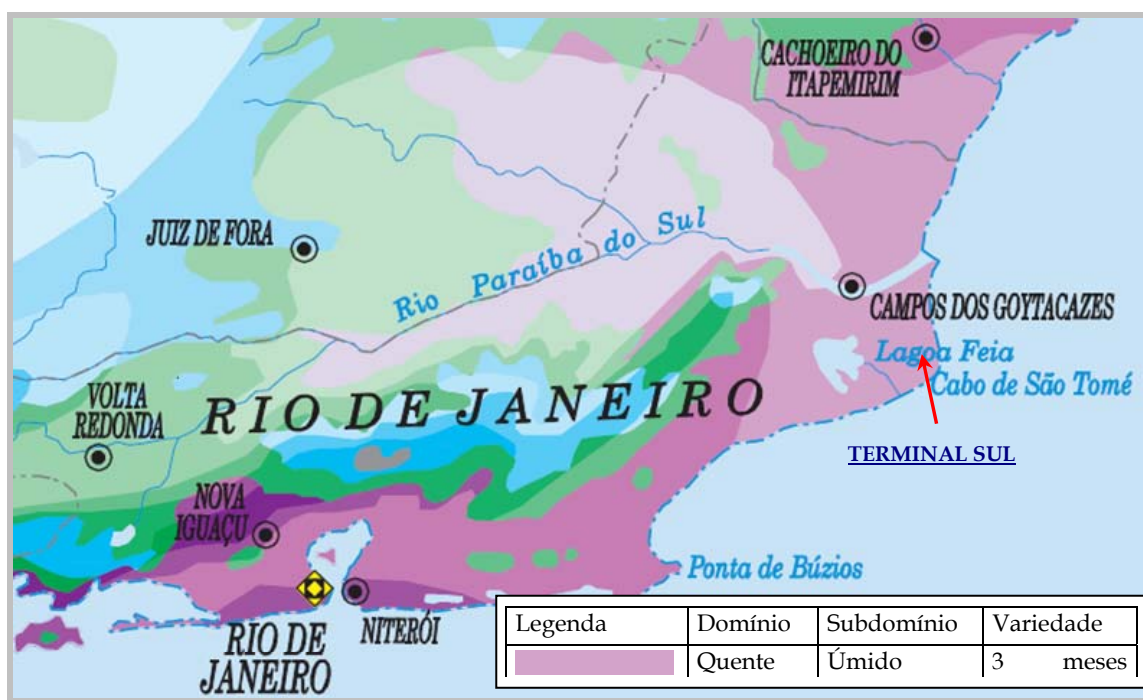 CACHOEIRO DO
ITAPEMIRIM
JUIZ DE FORA
Rio Paraíba do Sul
CAMPOS DOS GOYTACAZES
Lagoa Feia
Cabo de São Tomé
VOLTA
REDONDA
RIO DE JANEIRO
TERMINAL SUL
NOVA
IGUAÇU
Ponta de Búzios
RIO DE
JANEIRO
NITERÓI
Legenda Domínio Subdomínio Variedade
Quente Úmido 3 meses